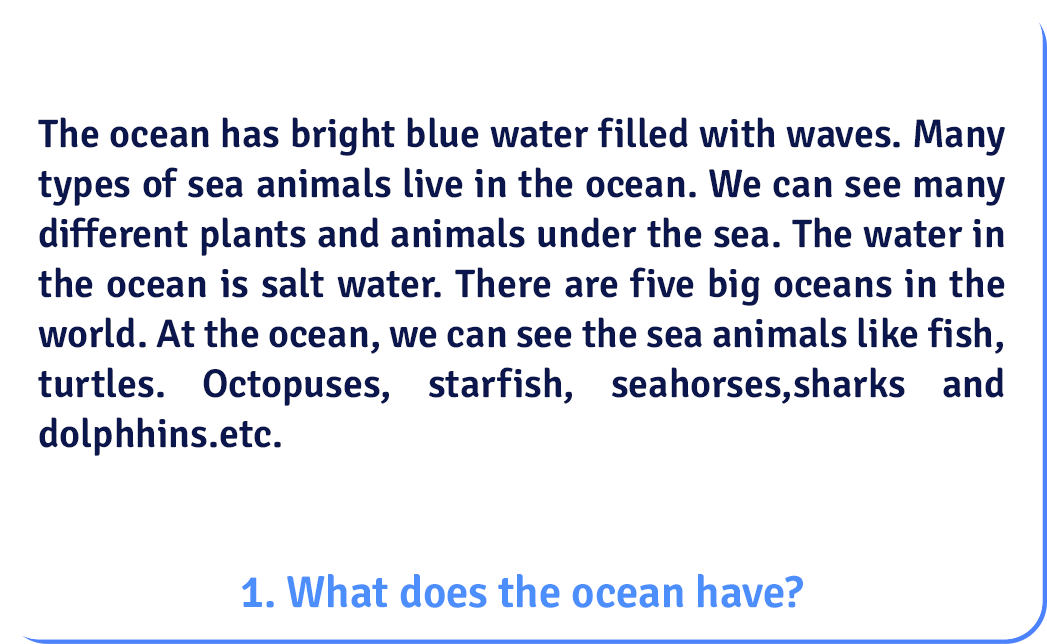 The ocean has bright blue water filled with waves. Many
types of sea animals live in the ocean. We can see many
different plants and animals under the sea. The water in
the ocean is salt water. There are five big oceans in the
world. At the ocean, we can see the sea animals like fish,
turtles. Octopuses, starfish, seahorses,sharks and
dolphhins.etc.
1. What does the ocean have?